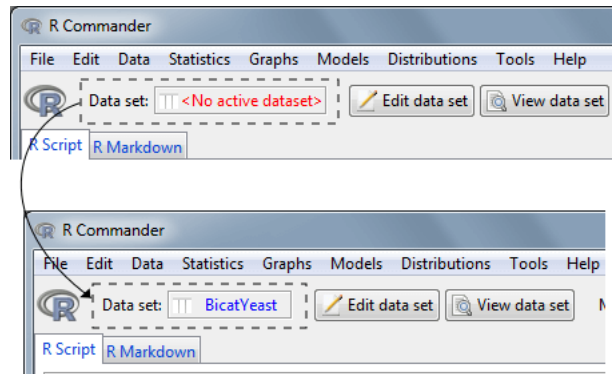 R Commander
File Edit Data Statistics Graphs Models Distributions Tools Help
R Data set: <No active dataset> Edit data set View data set
R Script R Markdown
R Commander
File Edit Data Statistics Graphs Models Distributions Tools Help
R Data set: BicatYeast Edit data set View data set
R Script R Markdown